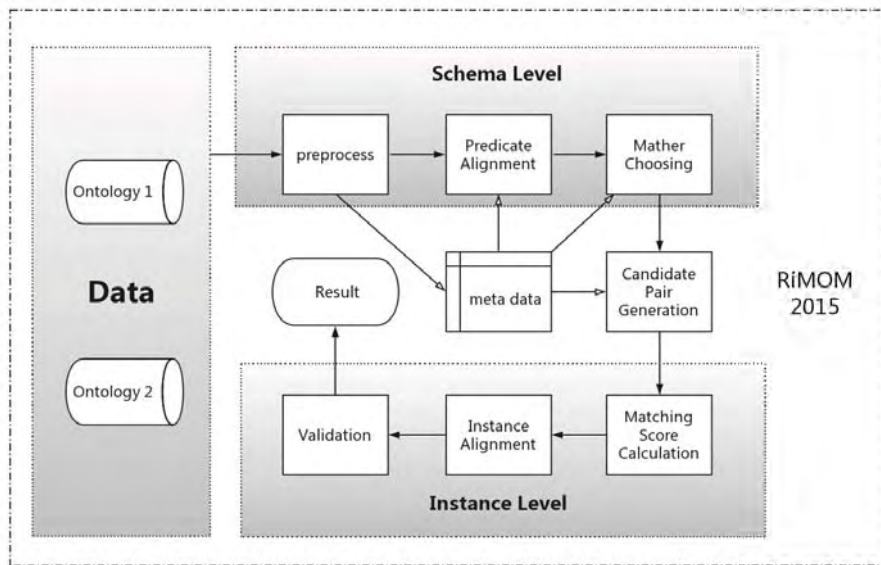 Schema Level
preprocess
Predicate
Alignment
Mather
Choosing
Ontology 1
Data
Ontology 2
Result
meta data
Candidate
Pair
Generation
RiMOM
2015
Validation
Instance
Alignment
Matching
Score
Calculation
Instance Level